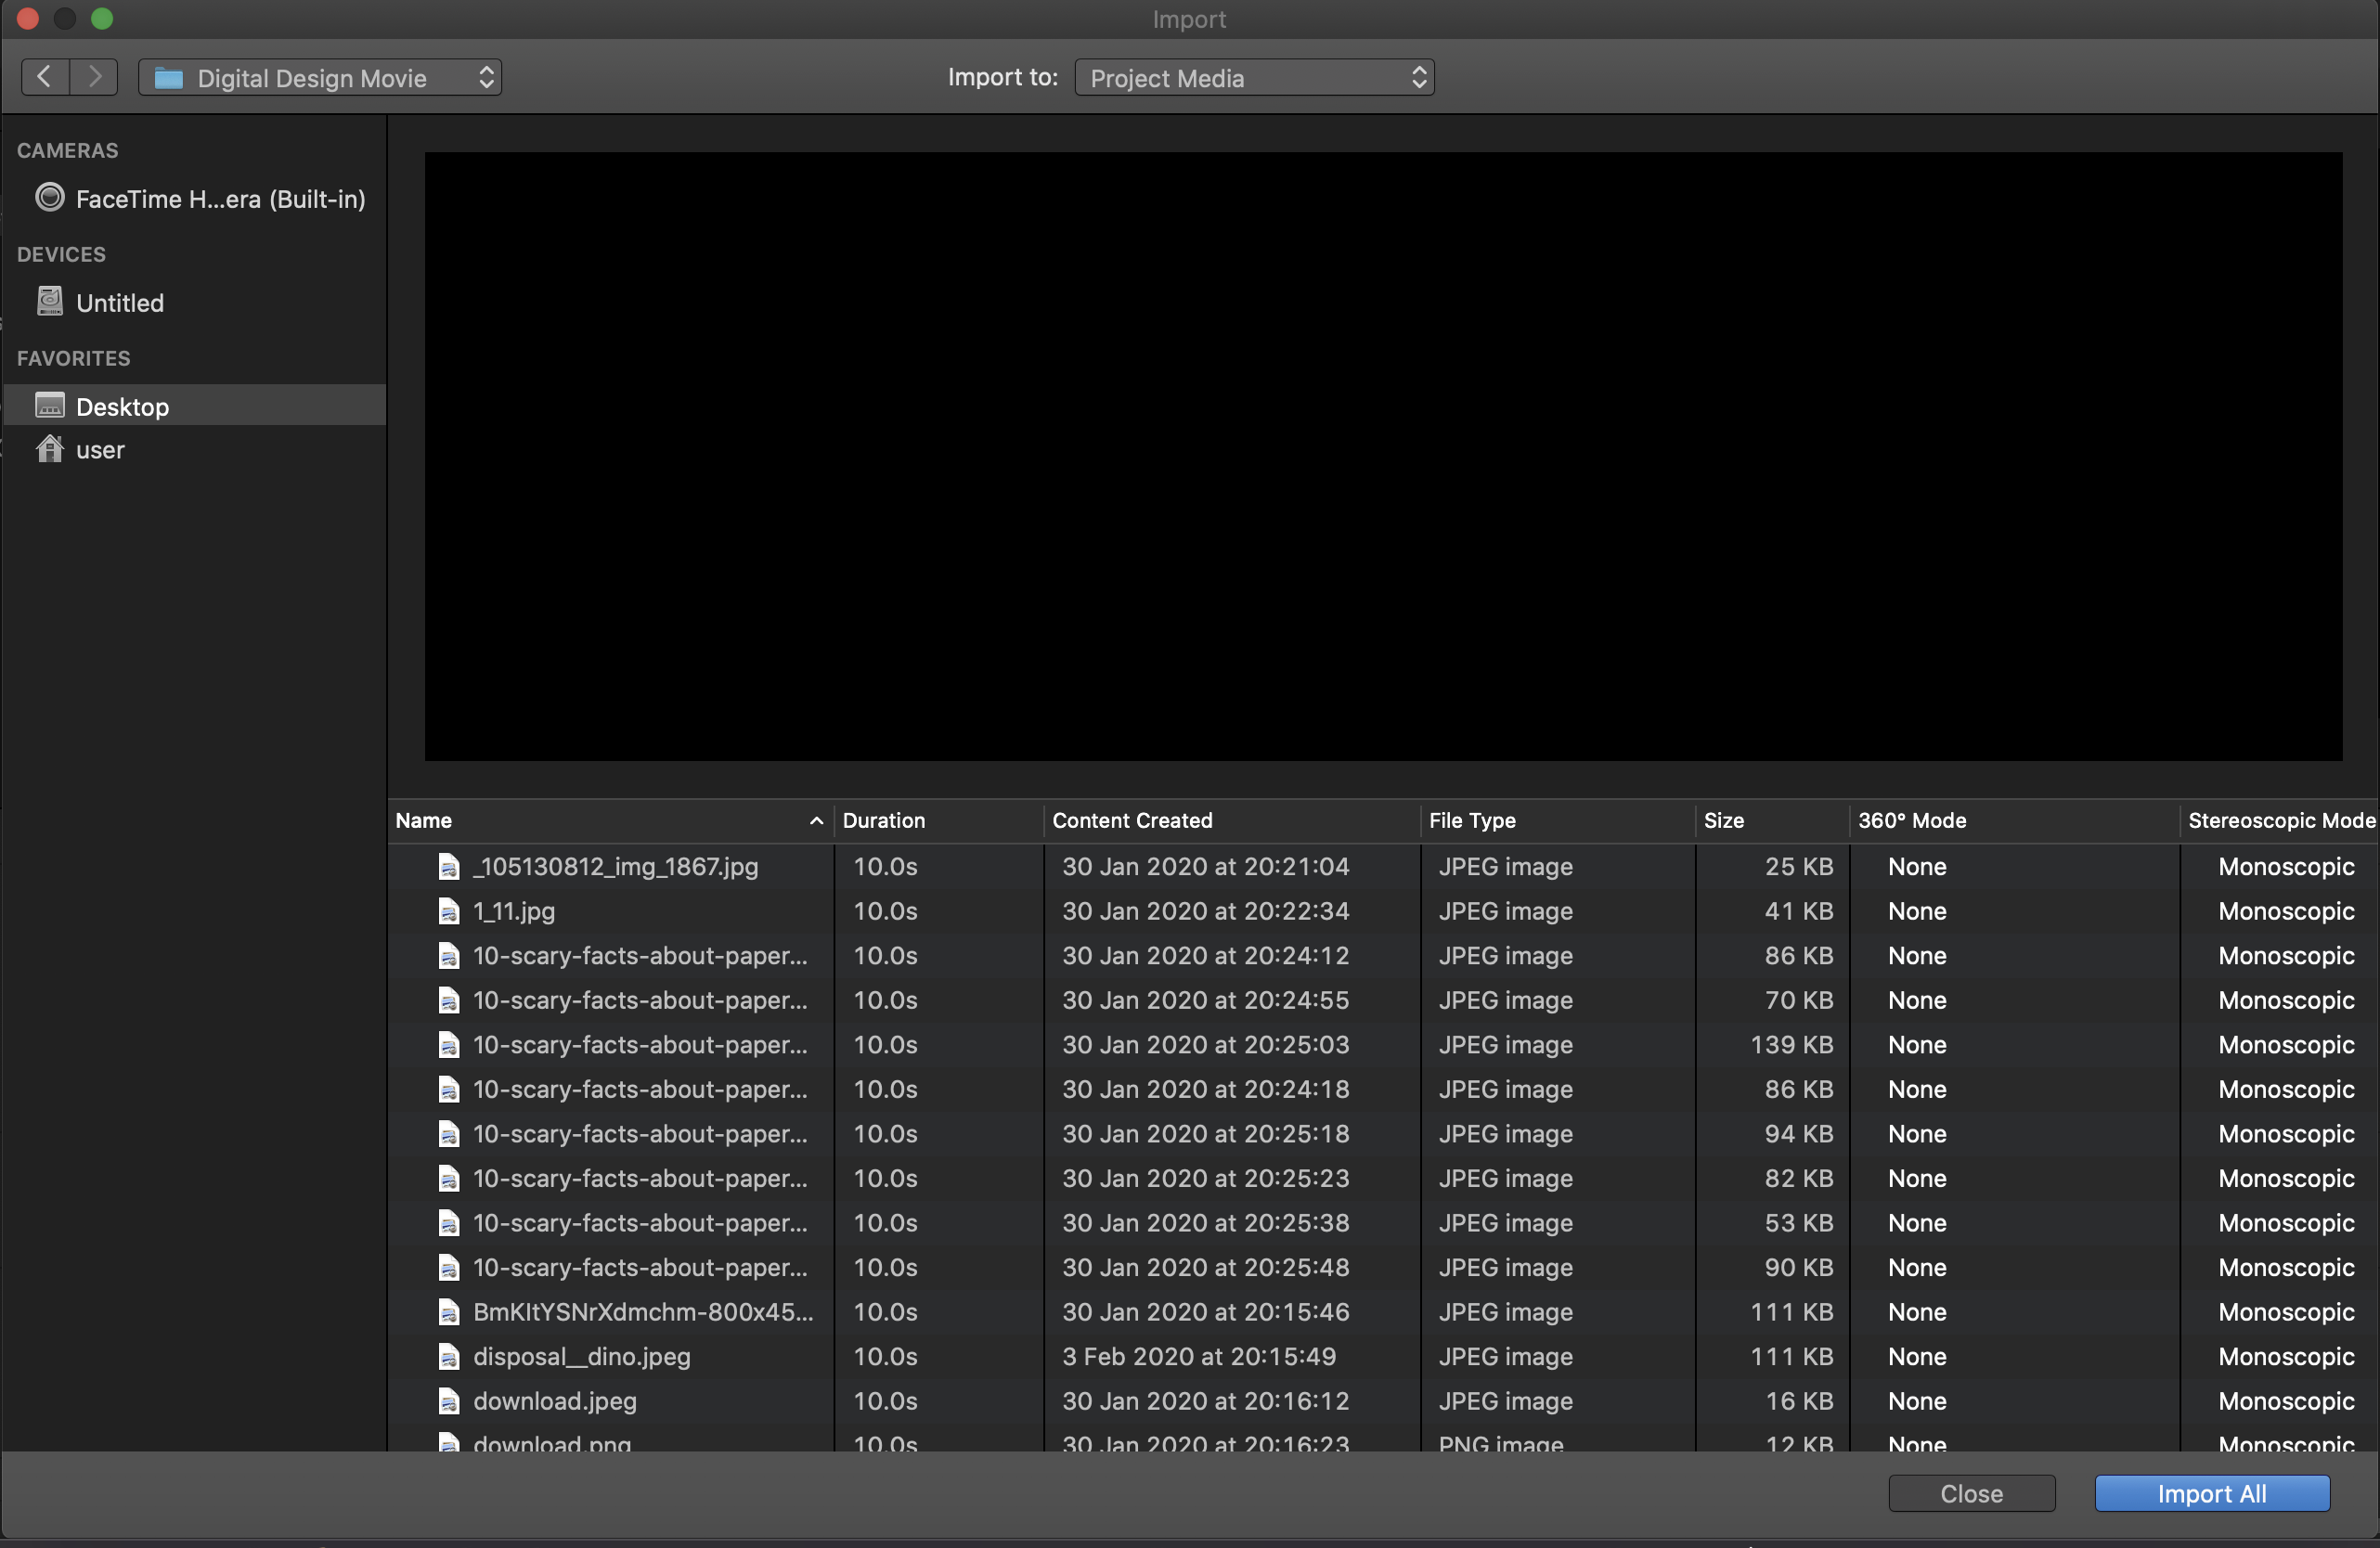 Import
Digital Design Movie
Import to: Project Media
CAMERAS
FaceTime H...era (Built-in)
DEVICES
Untitled
FAVORITES
Desktop
user
Name Duration Content Created File Type Size 360° Mode Stereoscopic Mode
_105130812_img_1867.jpg 10.0s 30 Jan 2020 at 20:21:04 JPEG image 25 KB None Monoscopic
1_11.jpg 10.0s 30 Jan 2020 at 20:22:34 JPEG image 41 KB None Monoscopic
10-scary-facts-about-paper... 10.0s 30 Jan 2020 at 20:24:12 JPEG image 86 KB None Monoscopic
10-scary-facts-about-paper... 10.0s 30 Jan 2020 at 20:24:55 JPEG image 70 KB None Monoscopic
10-scary-facts-about-paper... 10.0s 30 Jan 2020 at 20:25:03 JPEG image 139 KB None Monoscopic
10-scary-facts-about-paper... 10.0s 30 Jan 2020 at 20:24:18 JPEG image 86 KB None Monoscopic
10-scary-facts-about-paper... 10.0s 30 Jan 2020 at 20:25:18 JPEG image 94 KB None Monoscopic
10-scary-facts-about-paper... 10.0s 30 Jan 2020 at 20:25:23 JPEG image 82 KB None Monoscopic
10-scary-facts-about-paper... 10.0s 30 Jan 2020 at 20:25:38 JPEG image 53 KB None Monoscopic
10-scary-facts-about-paper... 10.0s 30 Jan 2020 at 20:25:48 JPEG image 90 KB None Monoscopic
BmKItYSNrXdmchm-800x45... 10.0s 30 Jan 2020 at 20:15:46 JPEG image 111 KB None Monoscopic
disposal__dino.jpeg 10.0s 3 Feb 2020 at 20:15:49 JPEG image 111 KB None Monoscopic
download.jpeg 10.0s 30 Jan 2020 at 20:16:12 JPEG image 16 KB None Monoscopic
download.png 10.0s 30 Jan 2020 at 20:16:23 PNG image 12 KB None Monoscopic
Close Import All